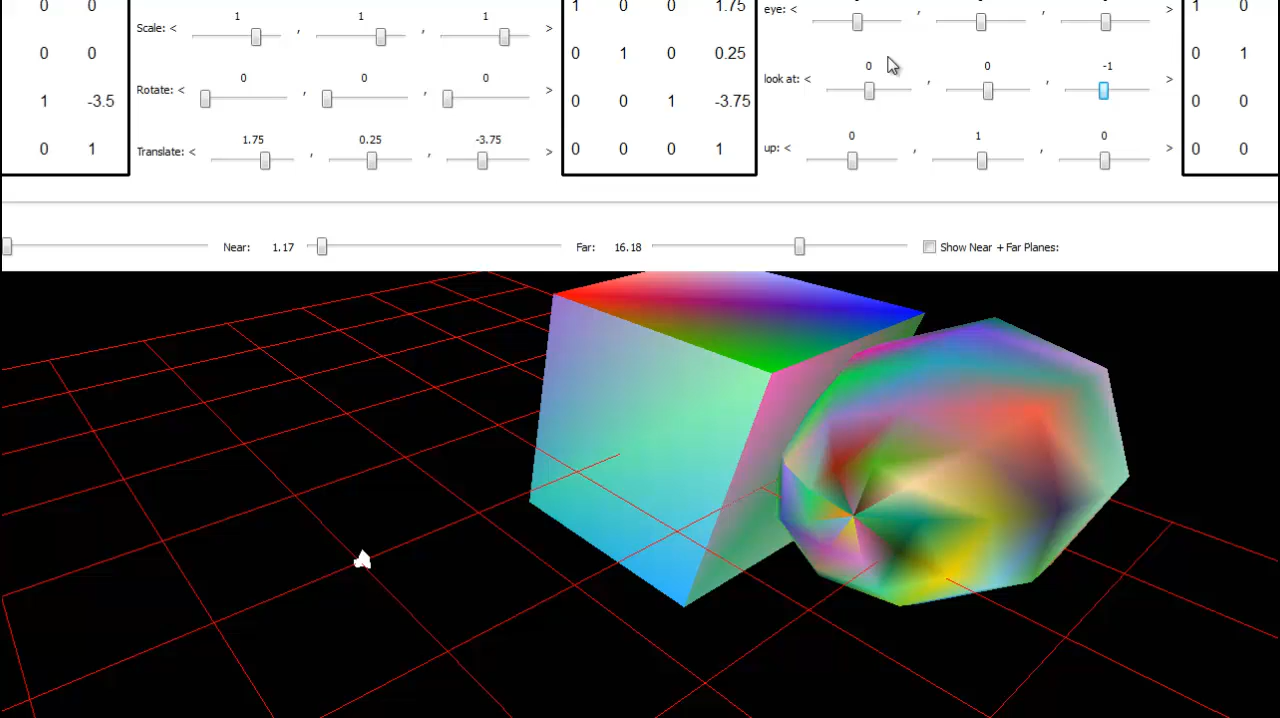 0 0 1 0 0 1.75 eye: < , , > 1 0
Scale: < 1 , 1 , 1 >
0 0 0 1 0 0.25 0 1
look at: < 0 , 0 , -1 >
Rotate: < 0 , 0 , 0 >
1 -3.5 0 0 1 -3.75 0 0
Translate: < 1.75 , 0.25 , -3.75 >
up: < 0 , 1 , 0 >
0 1 0 0 0 1 0 0
Near: 1.17 Far: 16.18 Show Near + Far Planes: